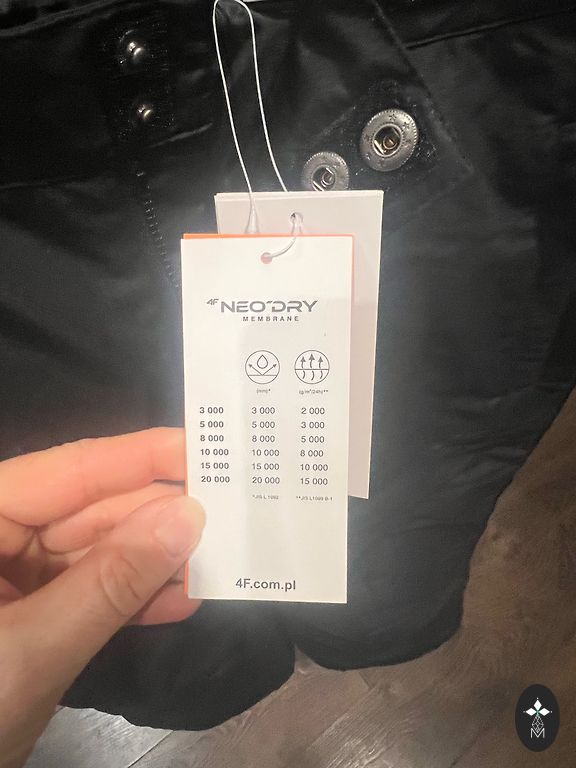 4F NEO DRY
MEMBRANE
(mm)* (g/m²/24h)**
3 000 3 000 2 000
5 000 5 000 3 000
8 000 8 000 5 000
10 000 10 000 8 000
15 000 15 000 10 000
20 000 20 000 15 000
*JIS L 1092 **JIS L1099 B-1
4F.com.pl
M